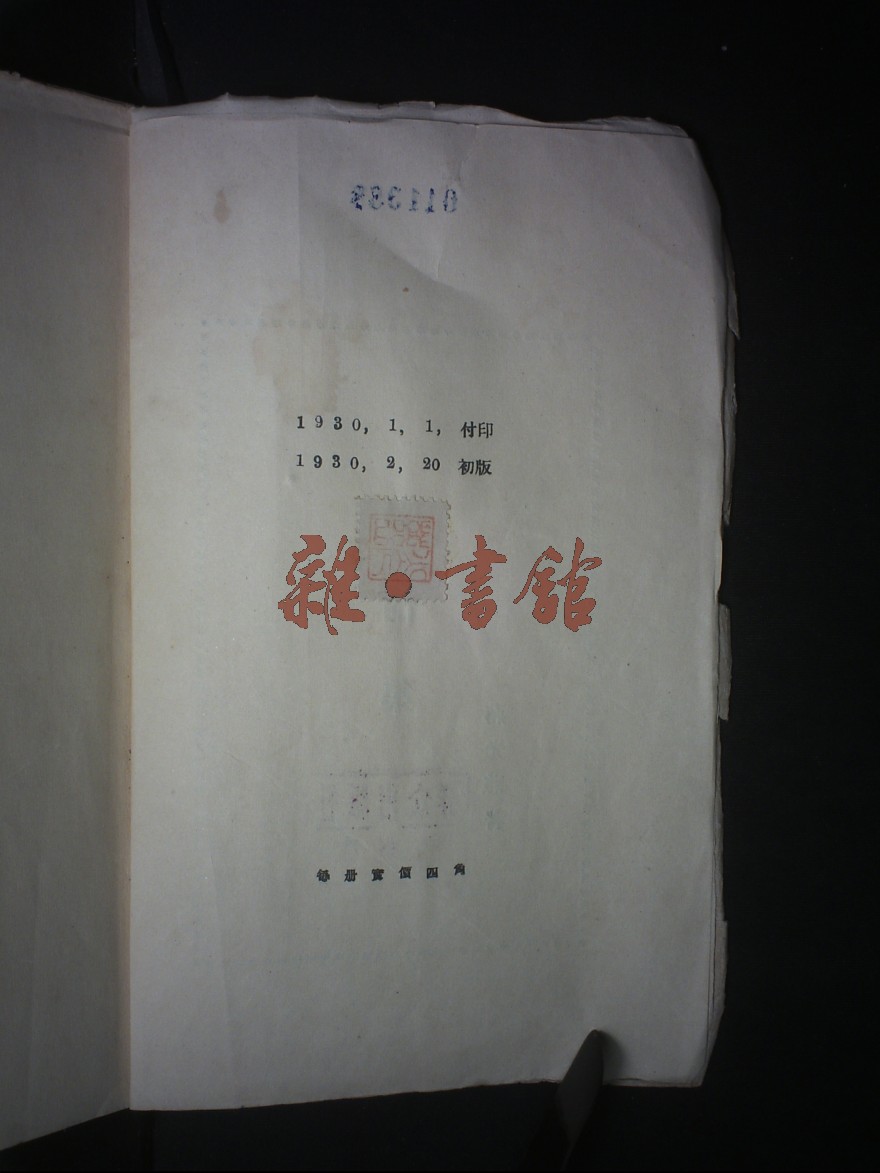 1930, 1, 1, 付印
1930, 2, 20 初版
雜·書館
每册實價四角